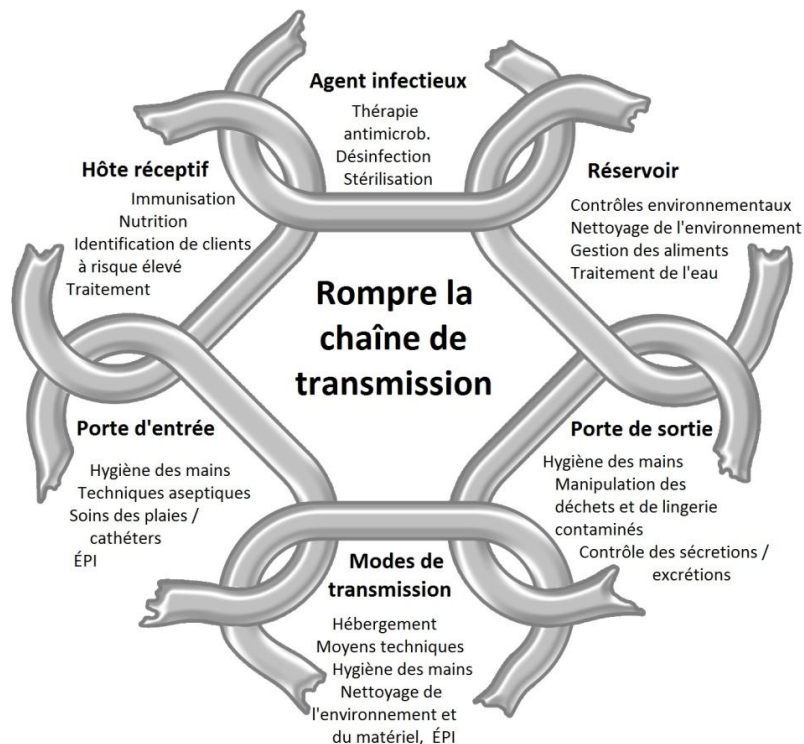 Agent infectieux
Thérapie
antimicrob.
Désinfection
Stérilisation
Réservoir
Contrôles environnementaux
Nettoyage de l'environnement
Gestion des aliments
Traitement de l'eau
Porte de sortie
Hygiène des mains
Manipulation des
déchets et de lingerie
contaminés
Contrôle des sécretions /
excrétions
Modes de
transmission
Hébergement
Moyens techniques
Hygiène des mains
Nettoyage de
l'environnement et
du matériel, ÉPI
Porte d'entrée
Hygiène des mains
Techniques aseptiques
Soins des plaies /
cathéters
ÉPI
Hôte réceptif
Immunisation
Nutrition
Identification de clients
à risque élevé
Traitement
Rompre la
chaîne de
transmission